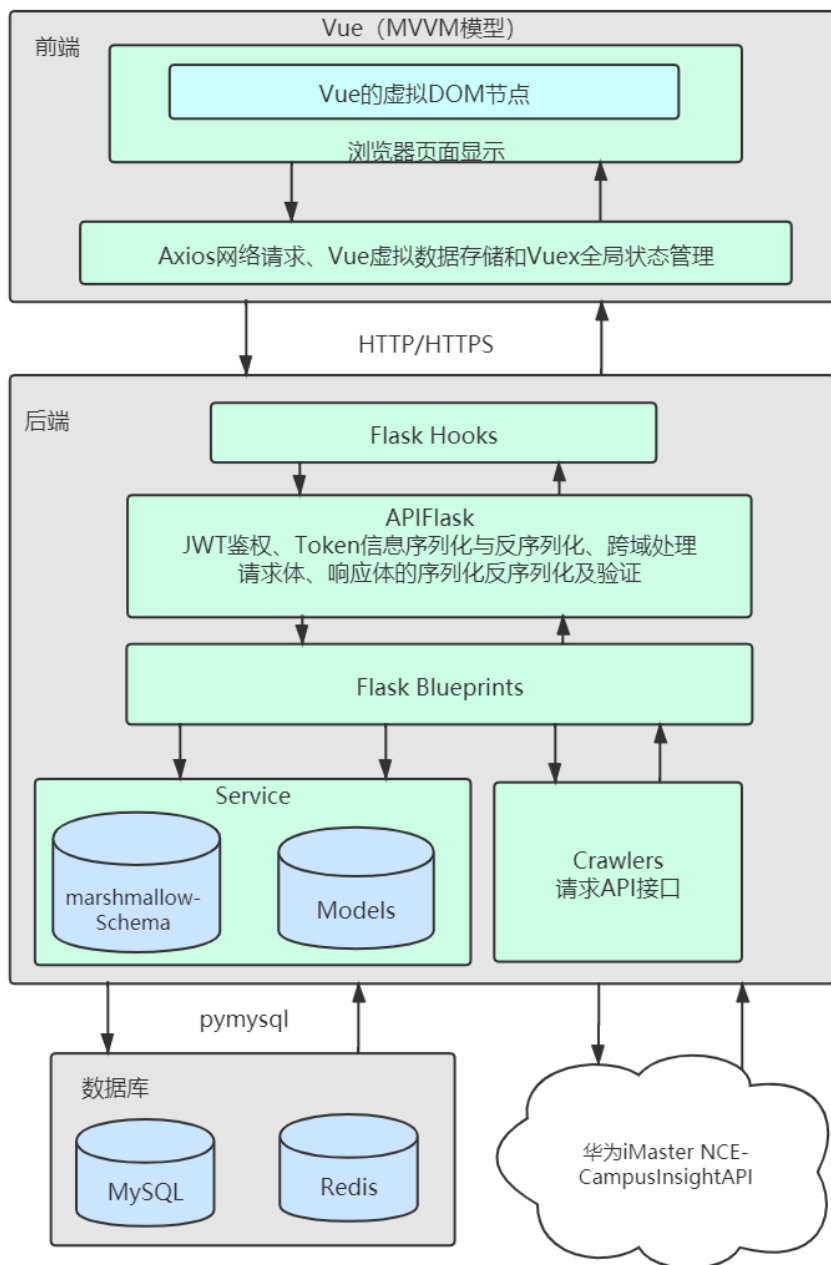 Vue（MVVM模型）
前端
Vue的虚拟DOM节点
浏览器页面显示
Axios网络请求、Vue虚拟数据存储和Vuex全局状态管理
HTTP/HTTPS
后端
Flask Hooks
APIFlask
JWT鉴权、Token信息序列化与反序列化、跨域处理
请求体、响应体的序列化反序列化及验证
Flask Blueprints
Service
marshmallow-
Schema
Models
Crawlers
请求API接口
pymysql
数据库
MySQL
Redis
华为iMaster NCE-
CampusInsightAPI